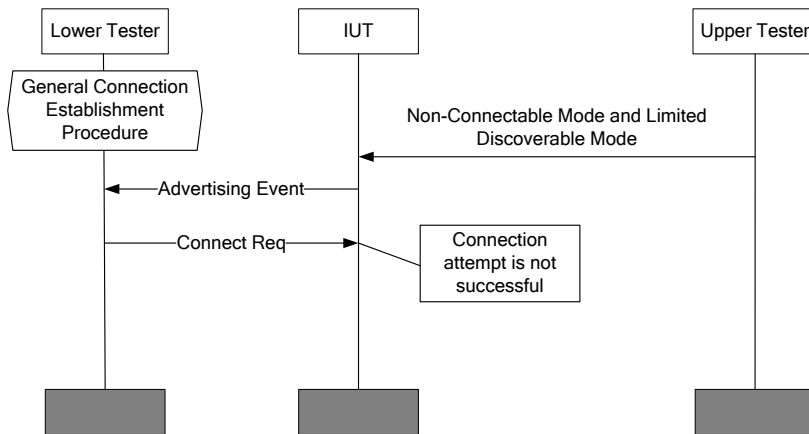 Lower Tester
IUT
Upper Tester
General Connection
Establishment
Procedure
Non-Connectable Mode and Limited
Discoverable Mode
Advertising Event
Connect Req
Connection
attempt is not
successful